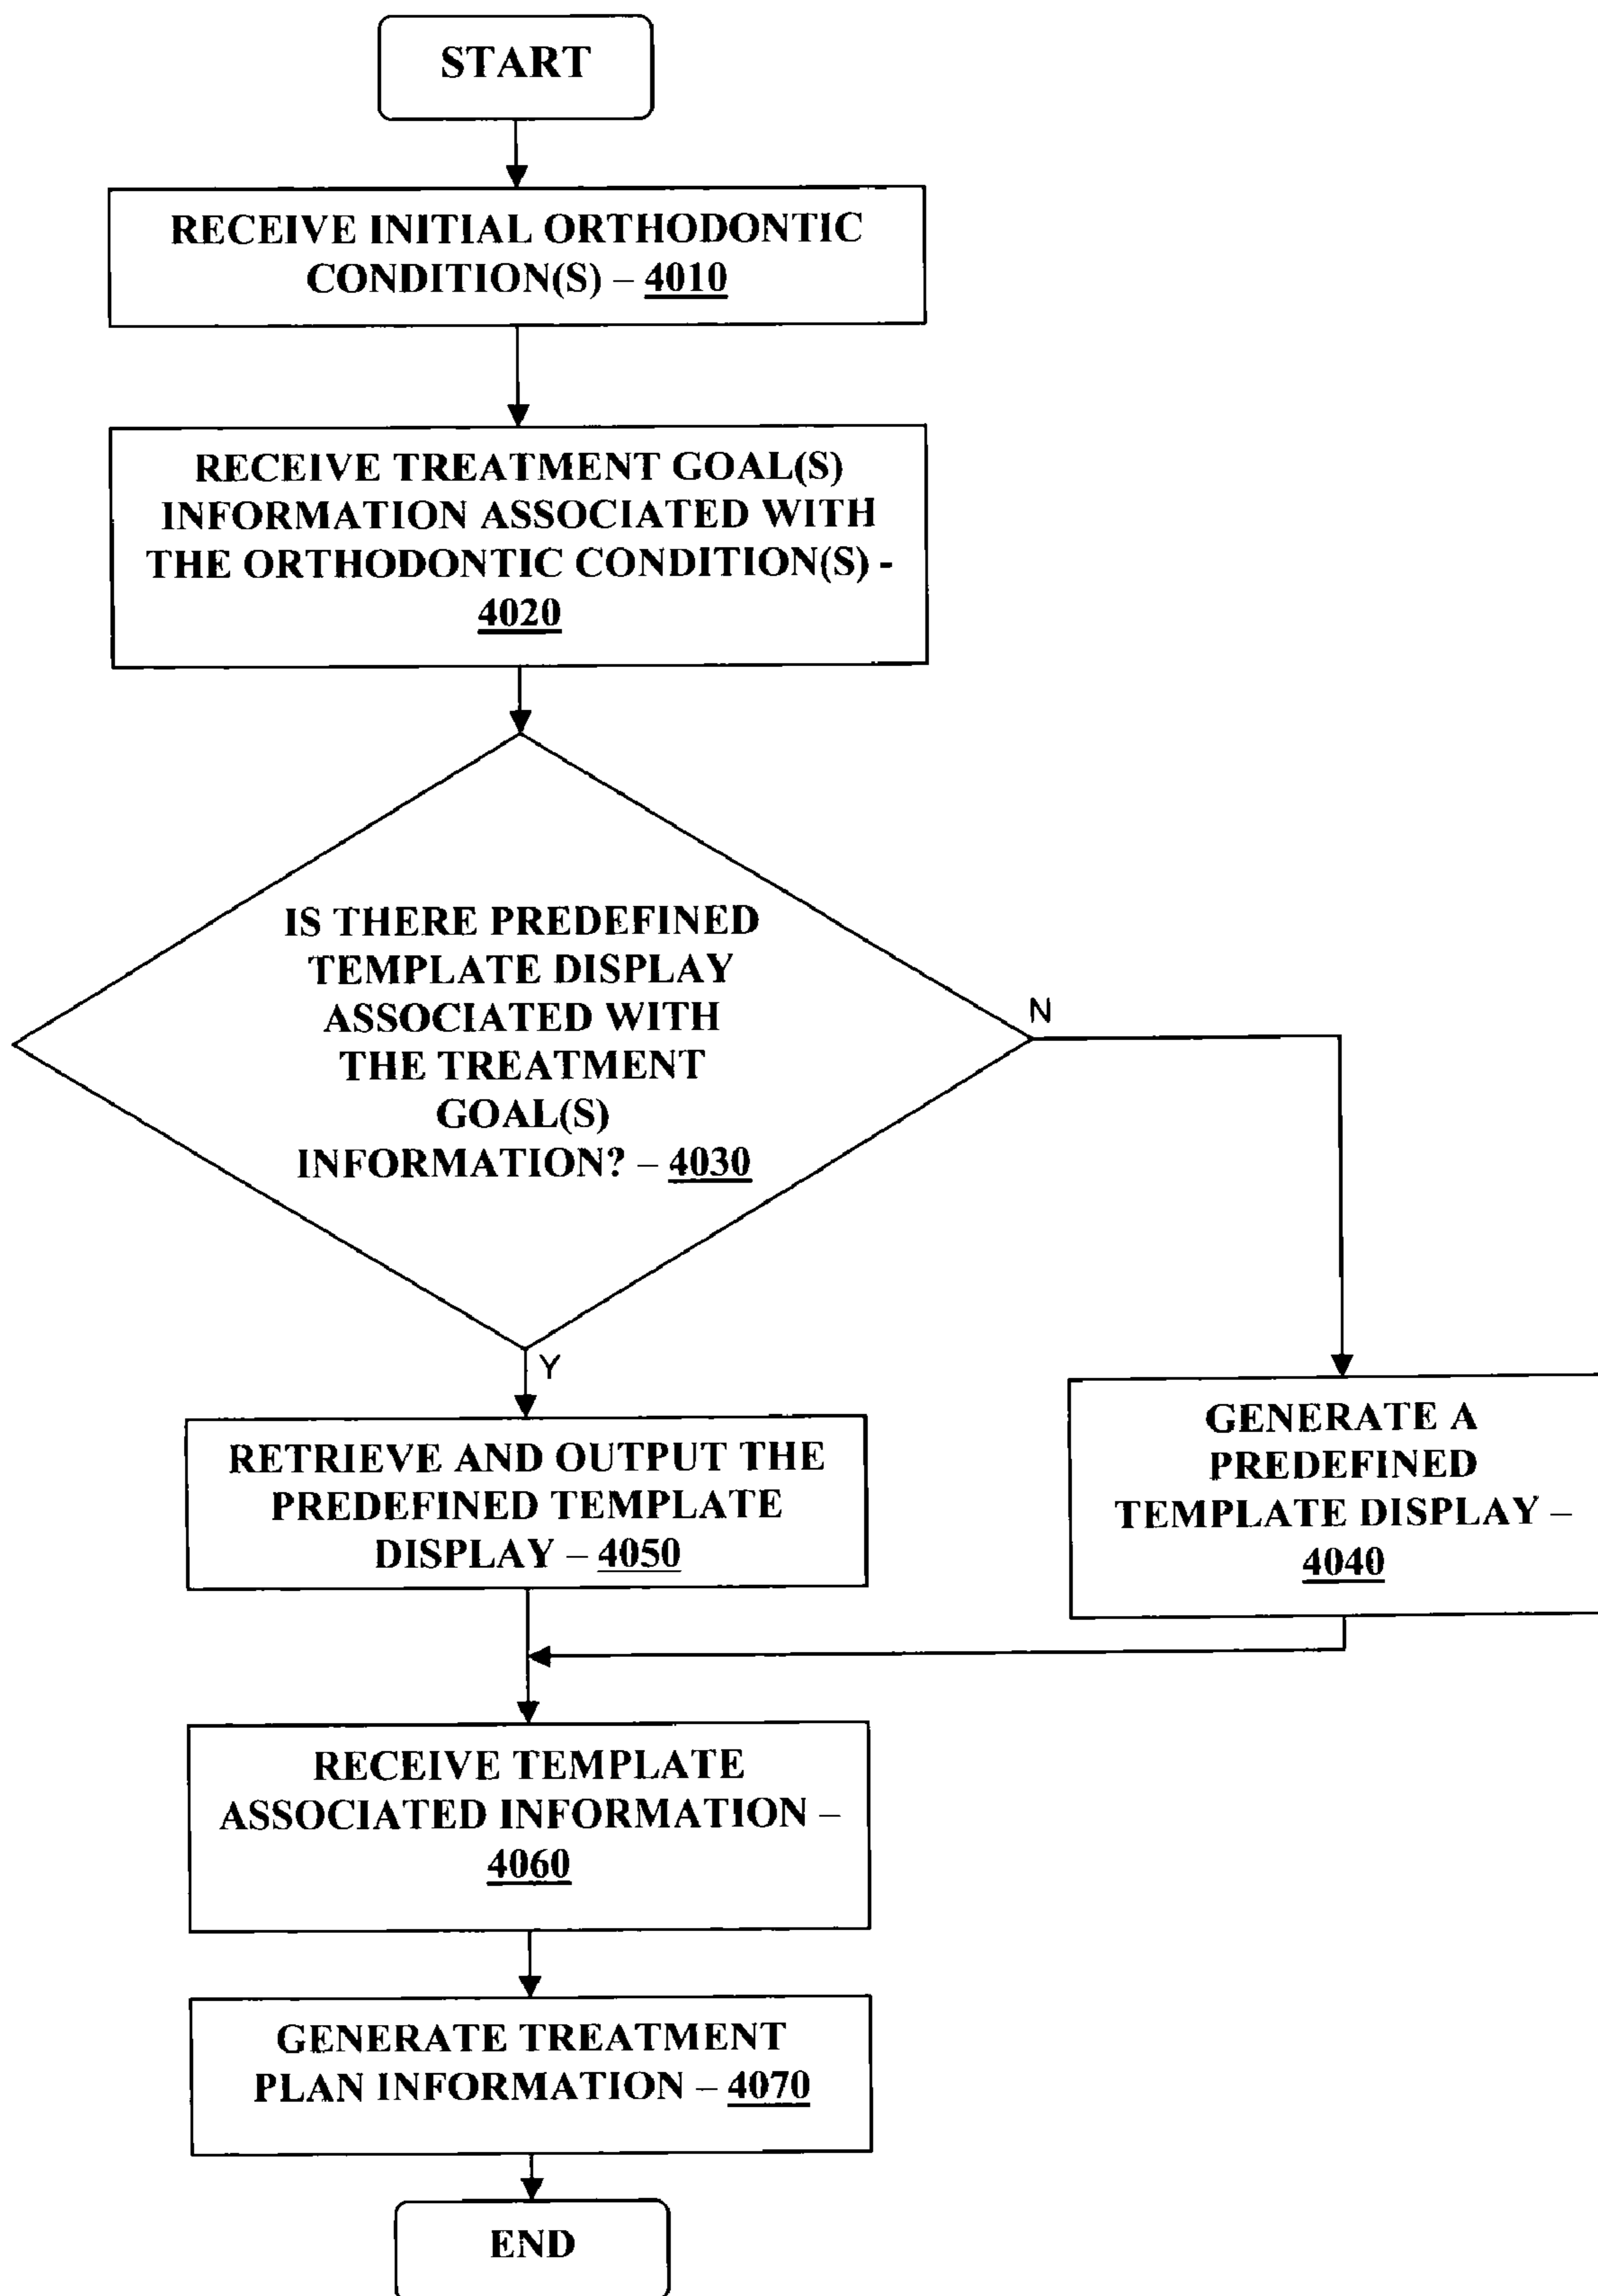 START
RECEIVE INITIAL ORTHODONTIC
CONDITION(S) – 4010
RECEIVE TREATMENT GOAL(S)
INFORMATION ASSOCIATED WITH
THE ORTHODONTIC CONDITION(S) -
4020
IS THERE PREDEFINED
TEMPLATE DISPLAY
ASSOCIATED WITH
THE TREATMENT
GOAL(S)
INFORMATION? – 4030
N
Y
RETRIEVE AND OUTPUT THE
PREDEFINED TEMPLATE
DISPLAY – 4050
GENERATE A
PREDEFINED
TEMPLATE DISPLAY –
4040
RECEIVE TEMPLATE
ASSOCIATED INFORMATION –
4060
GENERATE TREATMENT
PLAN INFORMATION – 4070
END